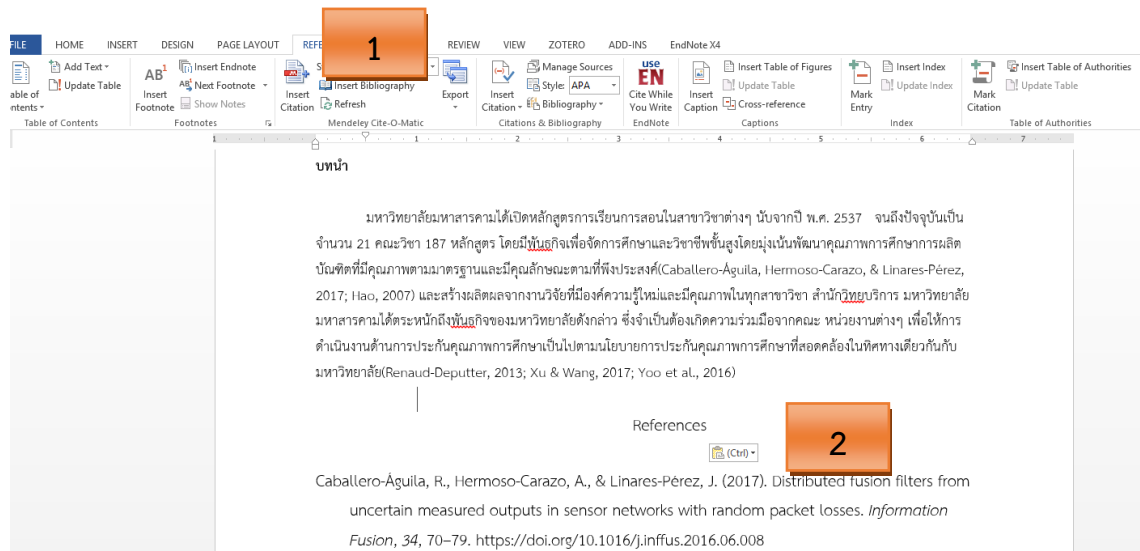 FILE HOME INSERT DESIGN PAGE LAYOUT REVIEW VIEW ZOTERO ADD-INS EndNote X4
1
Add Text
Update Table
Table of Contents
AB1
Insert Footnote
Insert Endnote
Next Footnote
Show Notes
Footnotes
Insert Citation
Insert Bibliography
Refresh
Export
Mendeley Cite-O-Matic
Insert Citation
Manage Sources
Style: APA
Bibliography
Citations & Bibliography
use
EN
Cite While You Write
EndNote
Insert Caption
Insert Table of Figures
Update Table
Cross-reference
Captions
Mark Entry
Insert Index
Update Index
Index
Mark Citation
Insert Table of Authorities
Update Table
Table of Authorities
1 1 2 3 4 5 6 7
บทนำ
มหาวิทยาลัยมหาสารคามได้เปิดหลักสูตรการเรียนการสอนในสาขาวิชาต่างๆ นับจากปี พ.ศ. 2537 จนถึงปัจจุบันเป็น
จำนวน 21 คณะวิชา 187 หลักสูตร โดยมีพันธกิจเพื่อจัดการศึกษาและวิชาชีพชั้นสูงโดยมุ่งเน้นพัฒนาคุณภาพการศึกษาการผลิต
บัณฑิตที่มีคุณภาพตามมาตรฐานและมีคุณลักษณะตามที่พึงประสงค์(Caballero-Águila, Hermoso-Carazo, & Linares-Pérez,
2017; Hao, 2007) และสร้างผลิตผลจากงานวิจัยที่มีองค์ความรู้ใหม่และมีคุณภาพในทุกสาขาวิชา สำนักวิทยบริการ มหาวิทยาลัย
มหาสารคามได้ตระหนักถึงพันธกิจของมหาวิทยาลัยดังกล่าว ซึ่งจำเป็นต้องเกิดความร่วมมือจากคณะ หน่วยงานต่างๆ เพื่อให้การ
ดำเนินงานด้านการประกันคุณภาพการศึกษาเป็นไปตามนโยบายการประกันคุณภาพการศึกษาที่สอดคล้องในทิศทางเดียวกันกับ
มหาวิทยาลัย(Renaud-Deputter, 2013; Xu & Wang, 2017; Yoo et al., 2016)
References
(Ctrl)
2
Caballero-Águila, R., Hermoso-Carazo, A., & Linares-Pérez, J. (2017). Distributed fusion filters from
uncertain measured outputs in sensor networks with random packet losses. Information
Fusion, 34, 70–79. https://doi.org/10.1016/j.inffus.2016.06.008